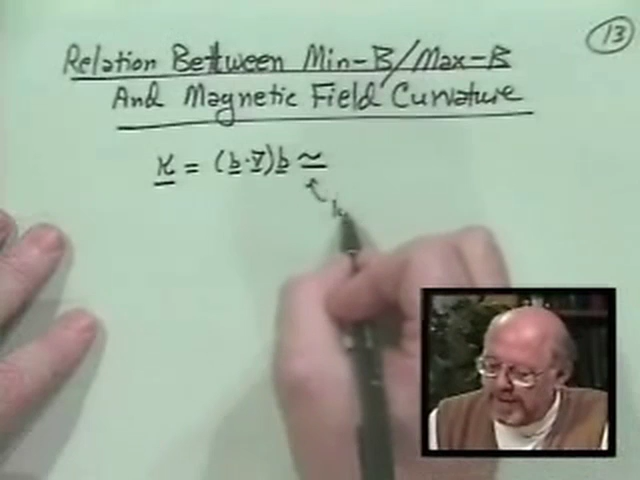 13
Relation Between Min-B/Max-B
And Magnetic Field Curvature
κ = (b·∇)b ≃